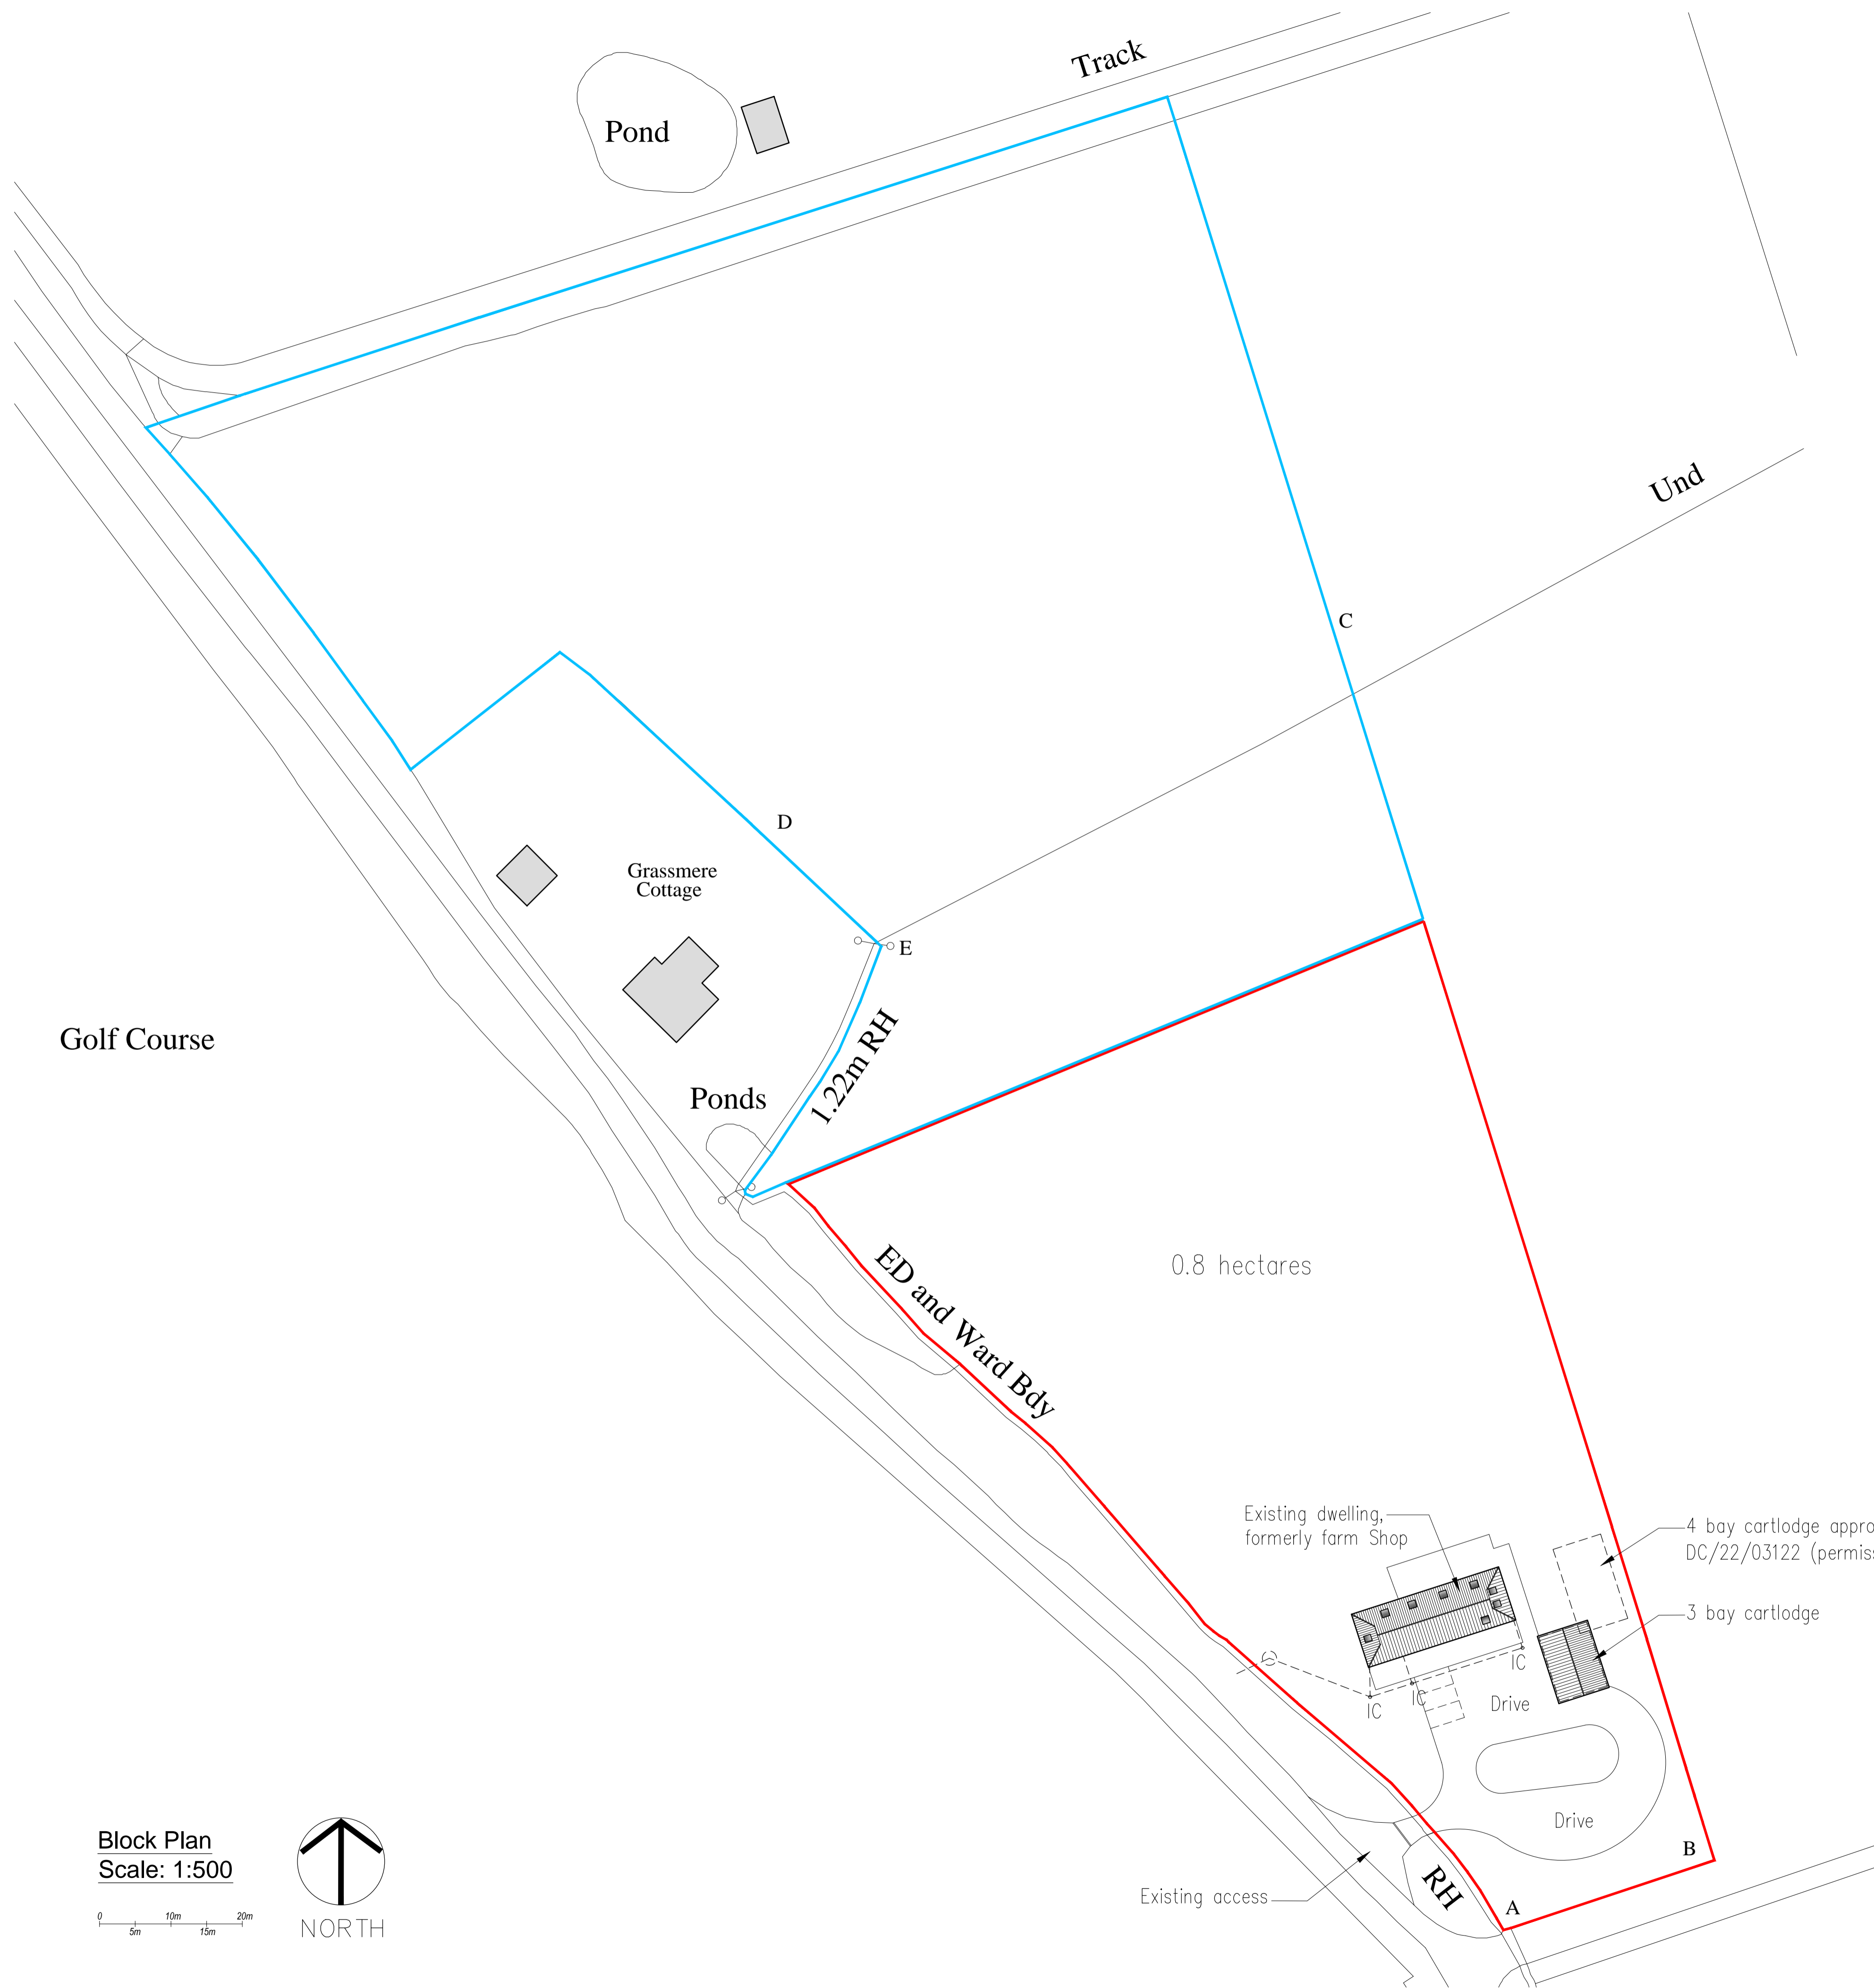 Track
Pond
Und
C
D
Grassmere
Cottage
E
1.22m RH
Golf Course
Ponds
ED and Ward Bdy
0.8 hectares
Existing dwelling,
formerly farm Shop
4 bay cartlodge appro
DC/22/03122 (permiss
3 bay cartlodge
IC
IC
IC
Drive
Drive
B
A
RH
Existing access
Block Plan
Scale: 1:500
0 10m 20m
5m 15m
NORTH